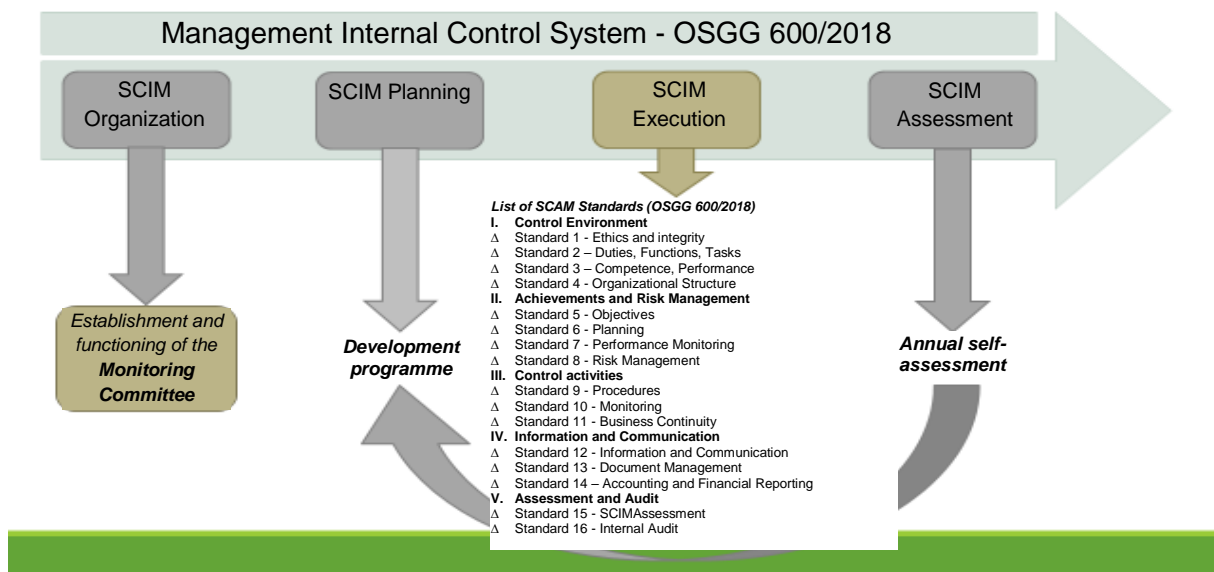 Management Internal Control System - OSGG 600/2018
SCIM
Organization
SCIM Planning
SCIM
Execution
SCIM
Assessment
Establishment and
functioning of the
Monitoring
Committee
Development
programme
List of SCAM Standards (OSGG 600/2018)
I. Control Environment
∆ Standard 1 - Ethics and integrity
∆ Standard 2 – Duties, Functions, Tasks
∆ Standard 3 – Competence, Performance
∆ Standard 4 - Organizational Structure
II. Achievements and Risk Management
∆ Standard 5 - Objectives
∆ Standard 6 - Planning
∆ Standard 7 - Performance Monitoring
∆ Standard 8 - Risk Management
III. Control activities
∆ Standard 9 - Procedures
∆ Standard 10 - Monitoring
∆ Standard 11 - Business Continuity
IV. Information and Communication
∆ Standard 12 - Information and Communication
∆ Standard 13 - Document Management
∆ Standard 14 – Accounting and Financial Reporting
V. Assessment and Audit
∆ Standard 15 - SCIMAssessment
∆ Standard 16 - Internal Audit
Annual self-
assessment